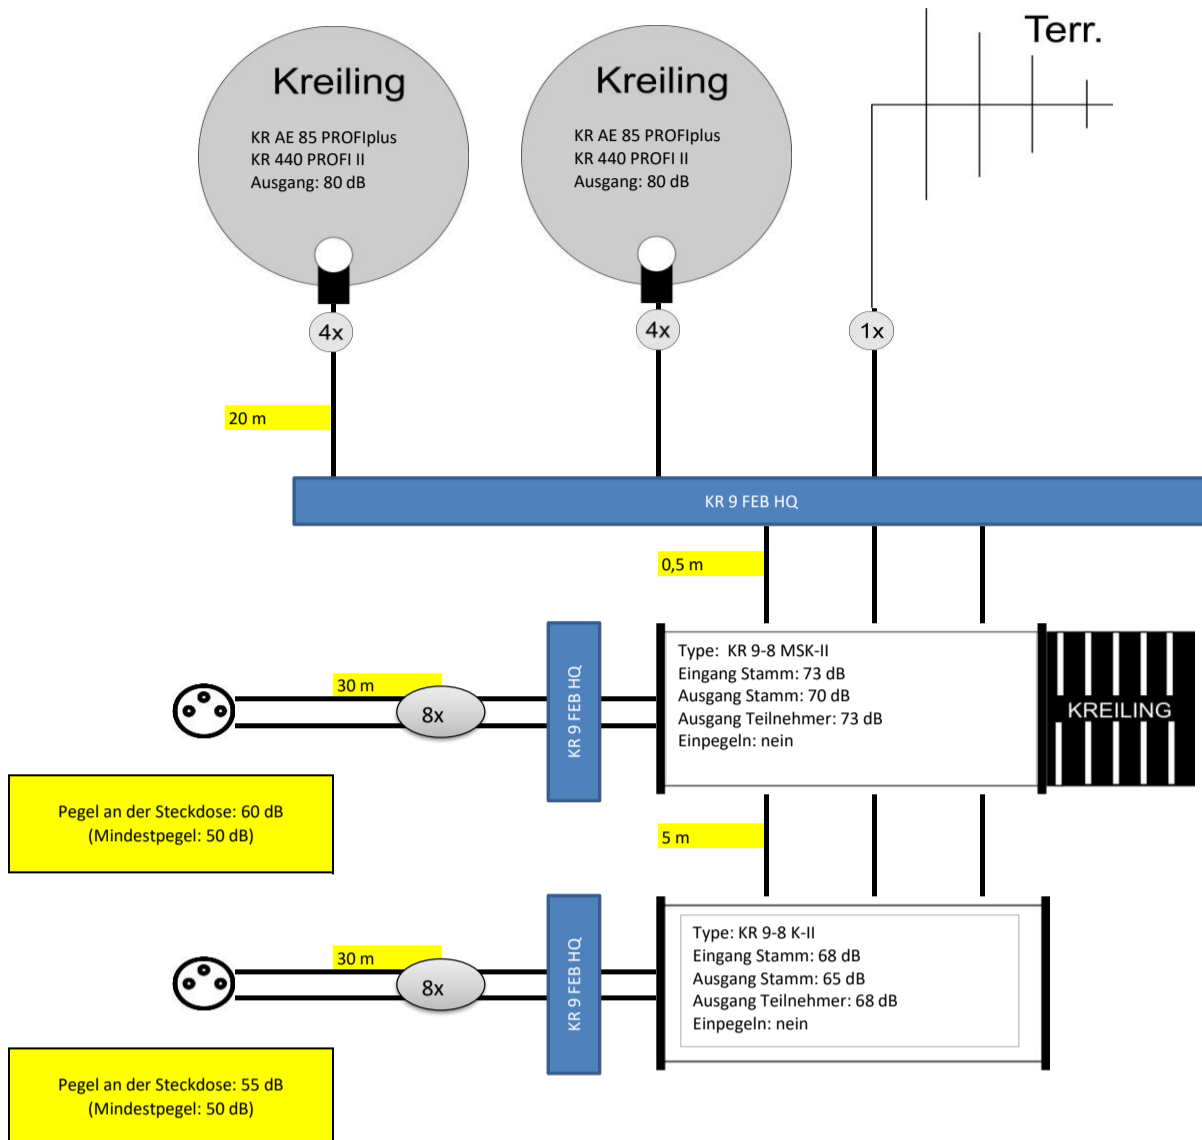 Terr.
Kreiling
KR AE 85 PROFIplus
KR 440 PROFI II
Ausgang: 80 dB
Kreiling
KR AE 85 PROFIplus
KR 440 PROFI II
Ausgang: 80 dB
4x
4x
1x
20 m
KR 9 FEB HQ
0,5 m
Type:  KR 9-8 MSK-II
Eingang Stamm: 73 dB
Ausgang Stamm: 70 dB
Ausgang Teilnehmer: 73 dB
Einpegeln: nein
KREILING
KR 9 FEB HQ
30 m
8x
Pegel an der Steckdose: 60 dB
(Mindestpegel: 50 dB)
5 m
Type: KR 9-8 K-II
Eingang Stamm: 68 dB
Ausgang Stamm: 65 dB
Ausgang Teilnehmer: 68 dB
Einpegeln: nein
KR 9 FEB HQ
30 m
8x
Pegel an der Steckdose: 55 dB
(Mindestpegel: 50 dB)